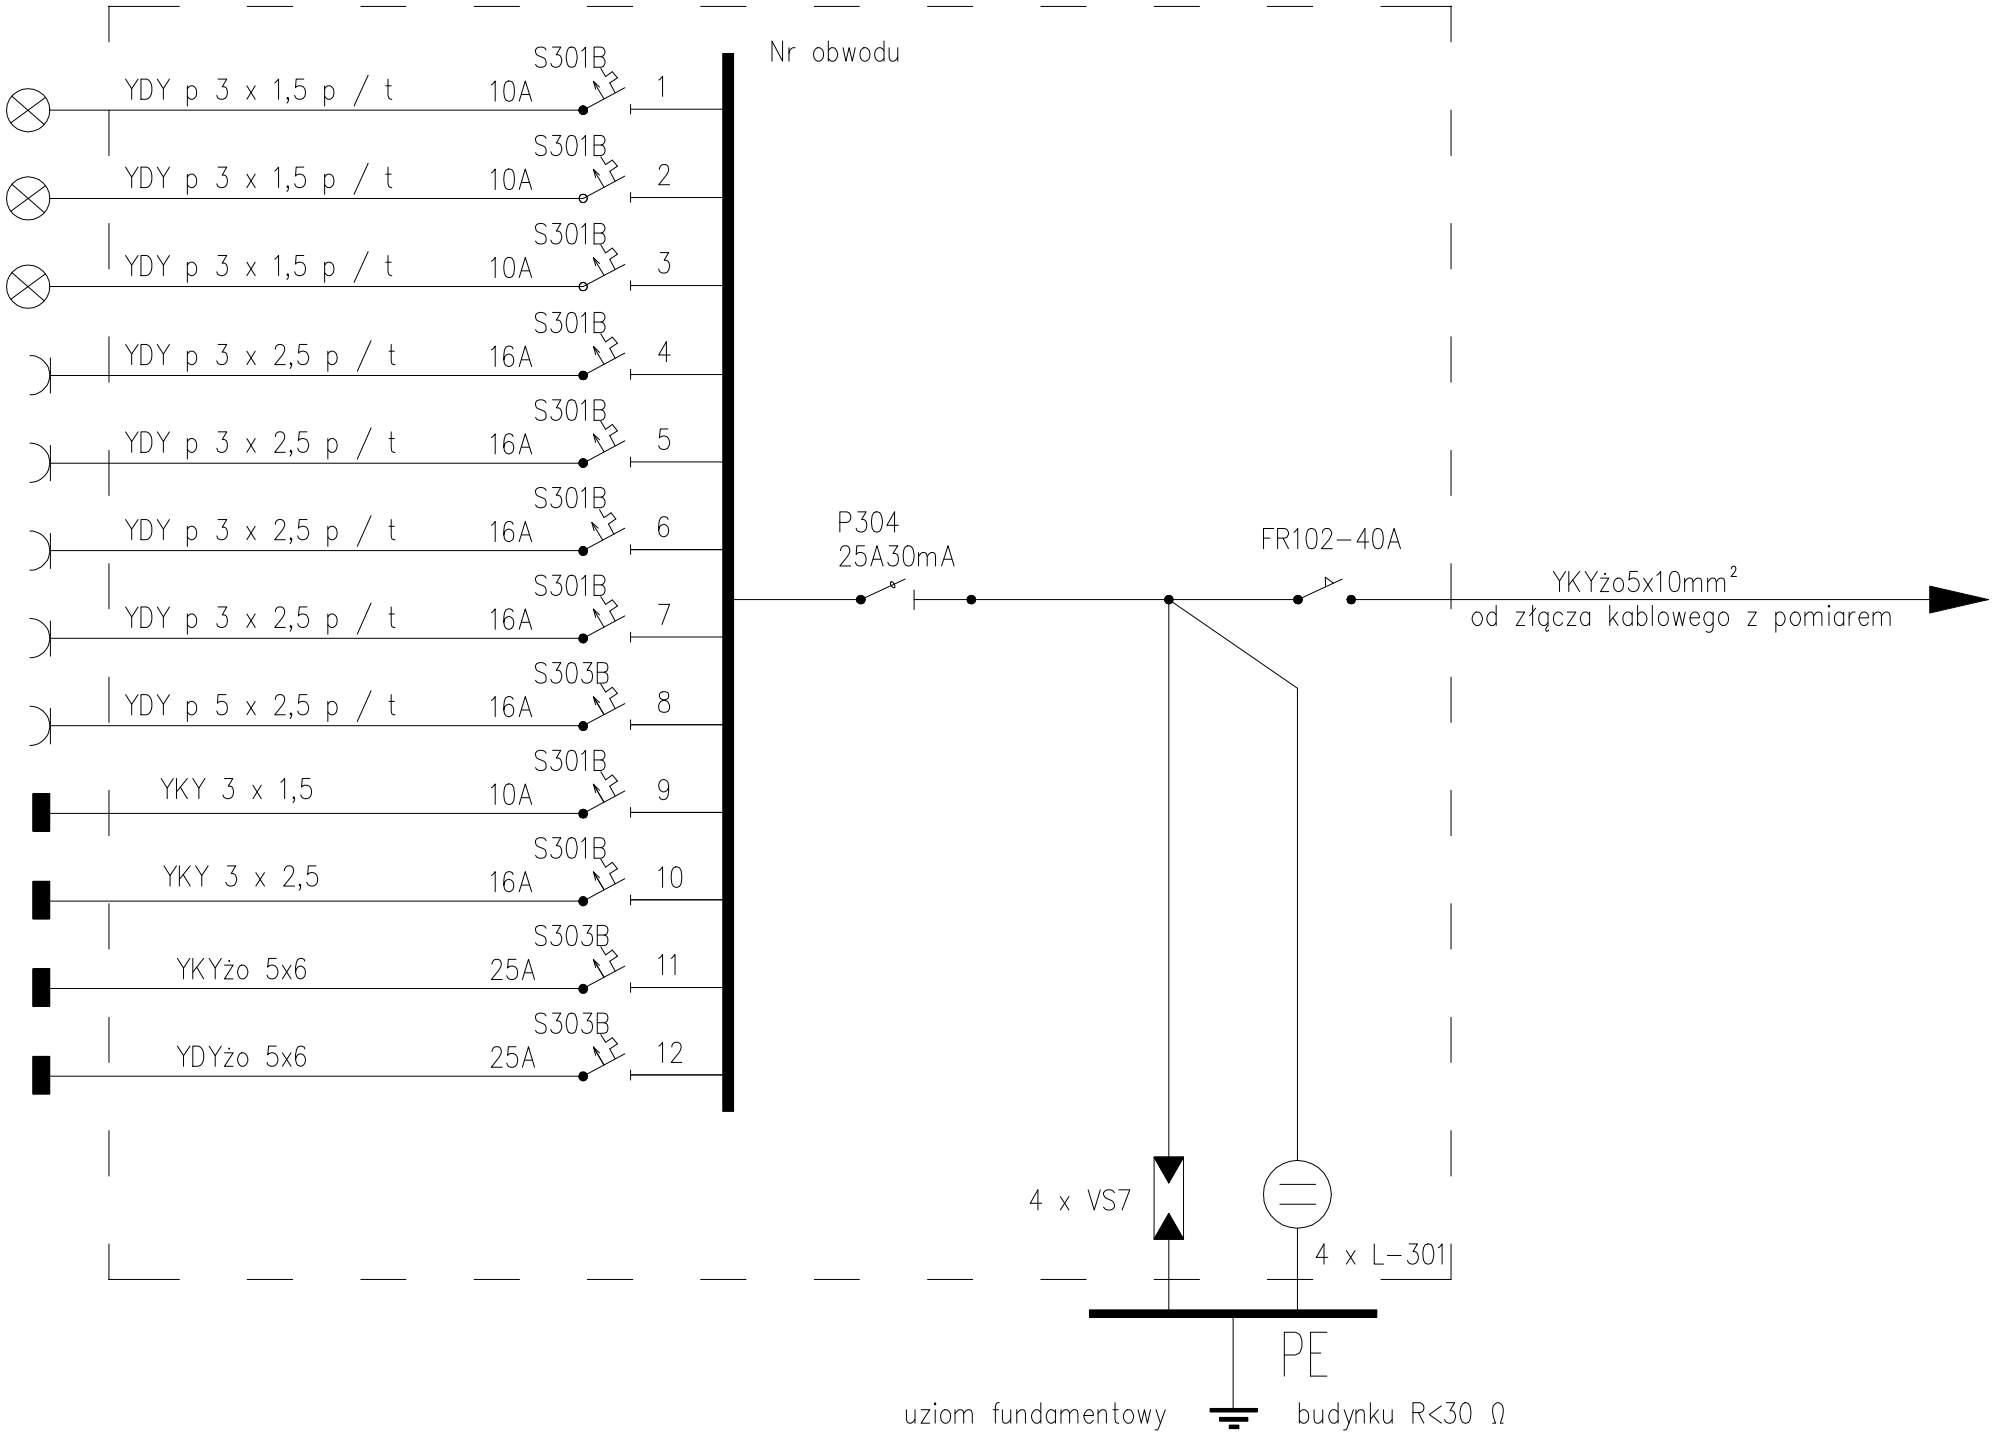 Nr obwodu
S301B
YDY p 3 x 1,5 p / t 10A 1
S301B
YDY p 3 x 1,5 p / t 10A 2
S301B
YDY p 3 x 1,5 p / t 10A 3
S301B
YDY p 3 x 2,5 p / t 16A 4
S301B
YDY p 3 x 2,5 p / t 16A 5
S301B
YDY p 3 x 2,5 p / t 16A 6
S301B
YDY p 3 x 2,5 p / t 16A 7
S303B
YDY p 5 x 2,5 p / t 16A 8
S301B
YKY 3 x 1,5 10A 9
S301B
YKY 3 x 2,5 16A 10
S303B
YKYżo 5x6 25A 11
S303B
YDYżo 5x6 25A 12
P304
25A30mA
FR102-40A
YKYżo5x10mm²
od złącza kablowego z pomiarem
4 x VS7
4 x L-301
PE
uziom fundamentowy budynku R<30 Ω